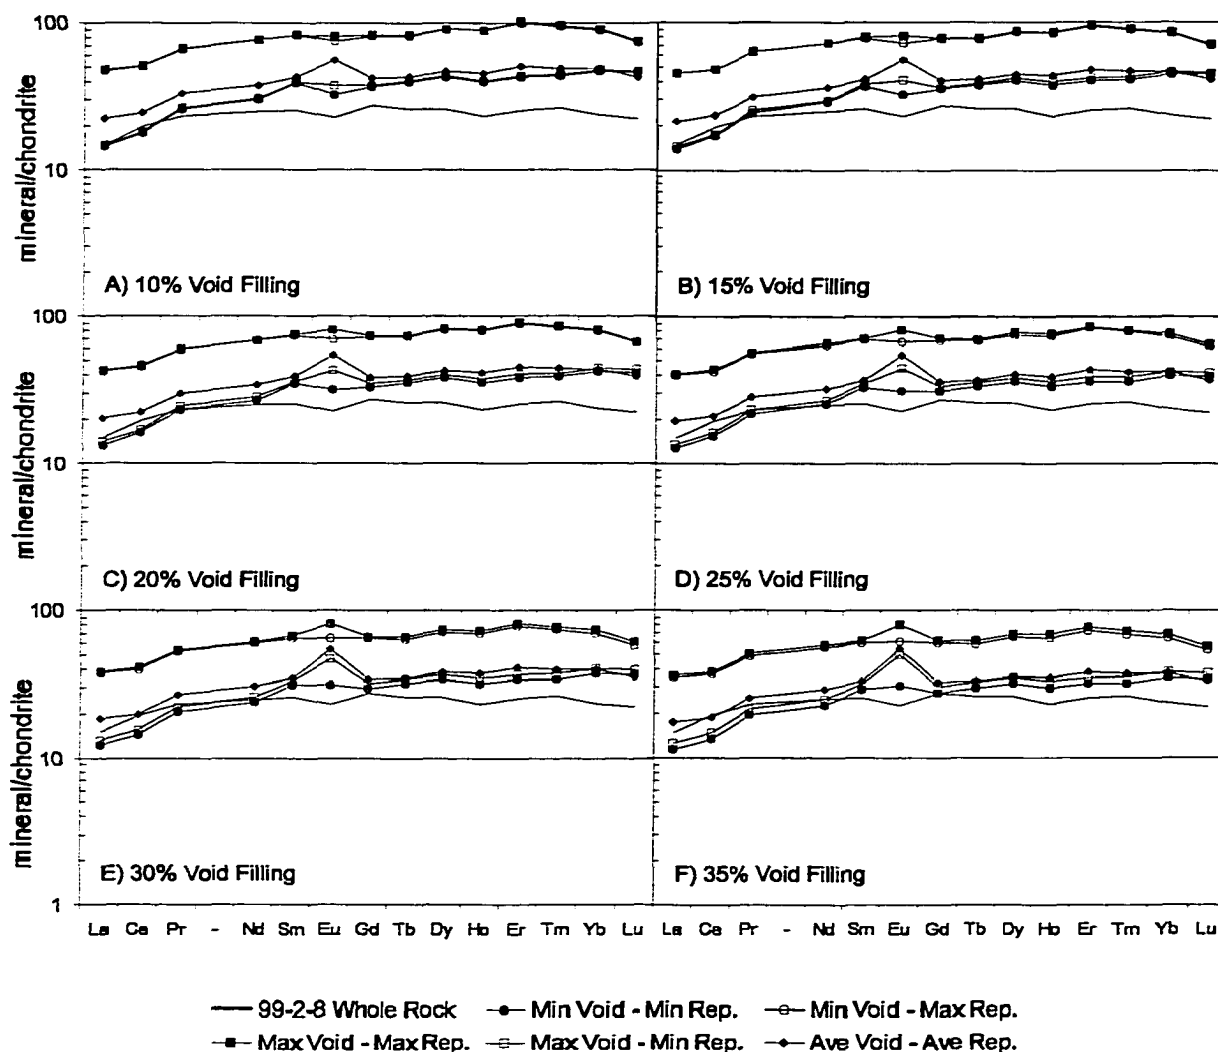 mineral/chondrite
100
10
A) 10% Void Filling
B) 15% Void Filling
mineral/chondrite
100
10
C) 20% Void Filling
D) 25% Void Filling
mineral/chondrite
100
10
1
E) 30% Void Filling
F) 35% Void Filling
La Ce Pr - Nd Sm Eu Gd Tb Dy Ho Er Tm Yb Lu La Ce Pr - Nd Sm Eu Gd Tb Dy Ho Er Tm Yb Lu
99-2-8 Whole Rock Min Void - Min Rep. Min Void - Max Rep.
Max Void - Max Rep. Max Void - Min Rep. Ave Void - Ave Rep.